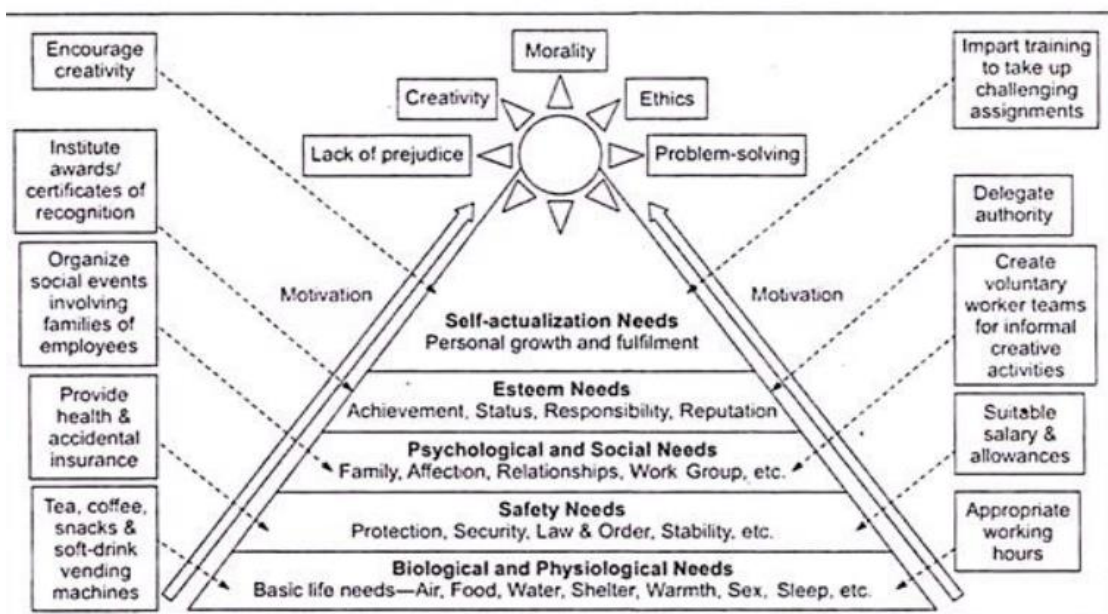 Encourage
creativity
Institute
awards/
certificates of
recognition
Organize
social events
involving
families of
employees
Provide
health &
accidental
insurance
Tea, coffee,
snacks &
soft-drink
vending
machines
Morality
Creativity
Ethics
Lack of prejudice
Problem-solving
Motivation
Motivation
Self-actualization Needs
Personal growth and fulfilment
Esteem Needs
Achievement, Status, Responsibility, Reputation
Psychological and Social Needs
Family, Affection, Relationships, Work Group, etc.
Safety Needs
Protection, Security, Law & Order, Stability, etc.
Biological and Physiological Needs
Basic life needs—Air, Food, Water, Shelter, Warmth, Sex, Sleep, etc.
Impart training
to take up
challenging
assignments
Delegate
authority
Create
voluntary
worker teams
for informal
creative
activities
Suitable
salary &
allowances
Appropriate
working
hours